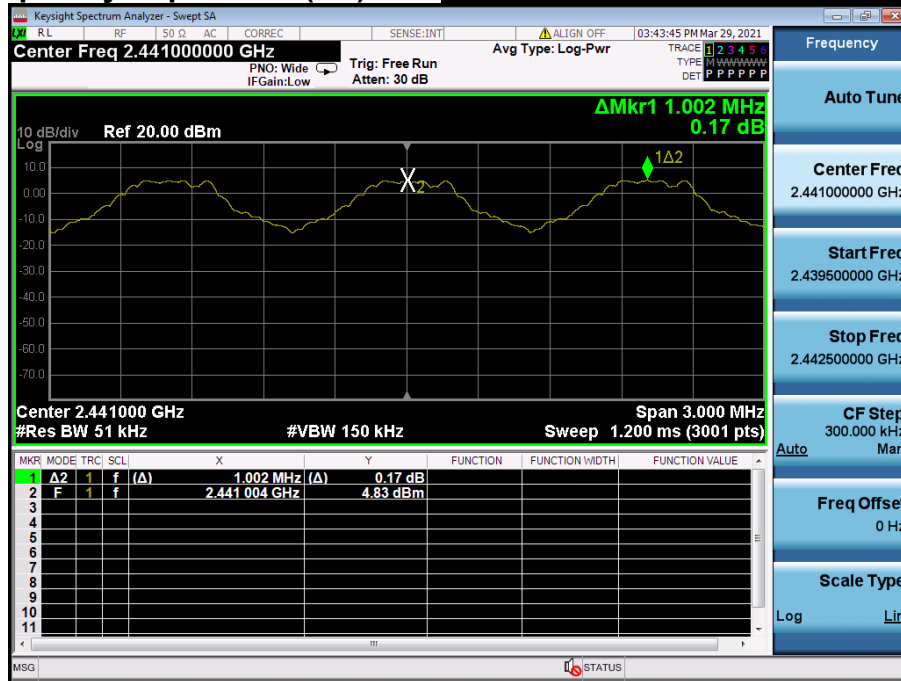 Keysight Spectrum Analyzer - Swept SA
LXI RL RF 50 Ω AC CORREC SENSE:INT ALIGN OFF 03:43:45 PM Mar 29, 2021
Center Freq 2.441000000 GHz
PNO: Wide
IFGain:Low
Trig: Free Run
Atten: 30 dB
Avg Type: Log-Pwr
TRACE 1 2 3 4 5 6
TYPE M WWWWW
DET P P P P P P
ΔMkr1 1.002 MHz
0.17 dB
10 dB/div Ref 20.00 dBm
Log
10.0
0.00
-10.0
-20.0
-30.0
-40.0
-50.0
-60.0
-70.0
1Δ2
X2
Center 2.441000 GHz Span 3.000 MHz
#Res BW 51 kHz #VBW 150 kHz Sweep 1.200 ms (3001 pts)
MKR MODE TRC SCL X Y FUNCTION FUNCTION WIDTH FUNCTION VALUE
1 Δ2 1 f (Δ) 1.002 MHz (Δ) 0.17 dB
2 F 1 f 2.441 004 GHz 4.83 dBm
3
4
5
6
7
8
9
10
11
MSG STATUS
Frequency
Auto Tune
Center Freq
2.441000000 GHz
Start Freq
2.439500000 GHz
Stop Freq
2.442500000 GHz
CF Step
300.000 kHz
Auto Man
Freq Offset
0 Hz
Scale Type
Log Lin